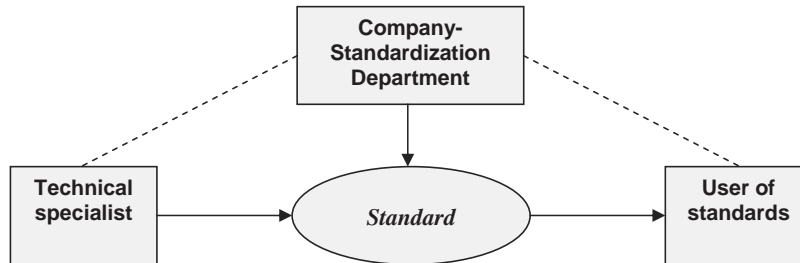 Company-
Standardization
Department
Technical
specialist
Standard
User of
standards